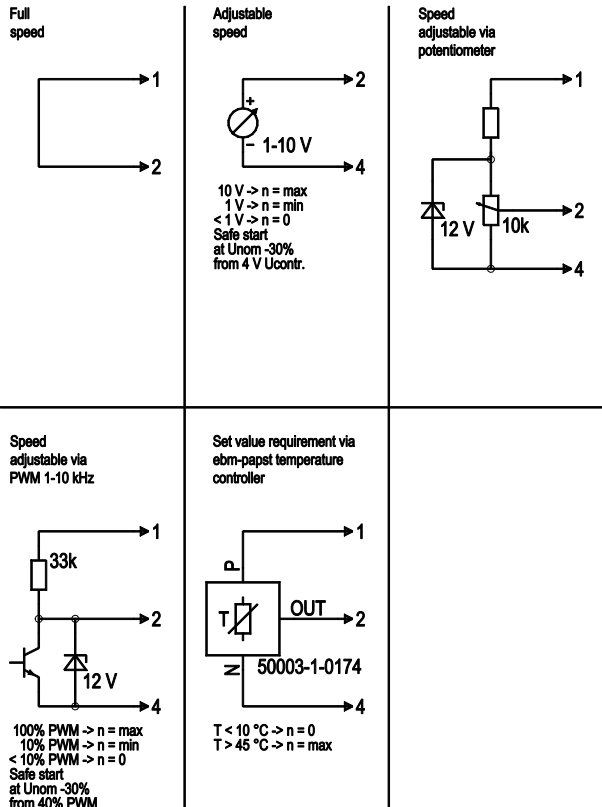 Full
speed
1
2
Adjustable
speed
2
+
1-10 V
−
4
10 V -> n = max
1 V -> n = min
< 1 V -> n = 0
Safe start
at Unom -30%
from 4 V Ucontr.
Speed
adjustable via
potentiometer
1
2
12 V
10k
4
Speed
adjustable via
PWM 1-10 kHz
1
33k
2
12 V
4
100% PWM -> n = max
10% PWM -> n = min
< 10% PWM -> n = 0
Safe start
at Unom -30%
from 40% PWM
Set value requirement via
ebm-papst temperature
controller
1
P
T
OUT
2
N
50003-1-0174
4
T < 10 °C -> n = 0
T > 45 °C -> n = max